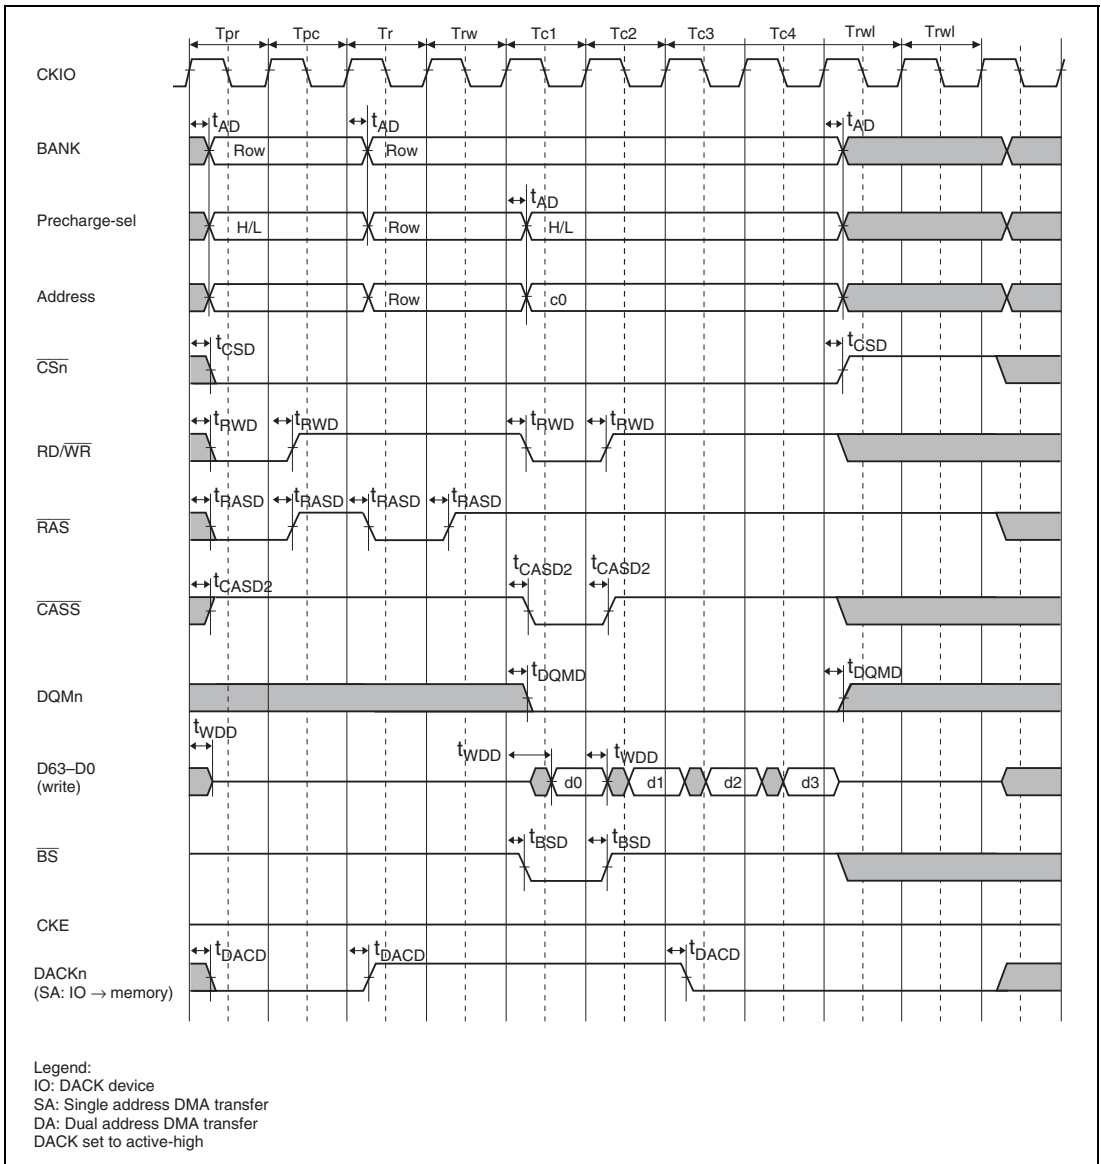 Tpr Tpc Tr Trw Tc1 Tc2 Tc3 Tc4 Trwl Trwl
CKIO
tAD tAD tAD
BANK Row Row
tAD
Precharge-sel H/L Row H/L
Address Row c0
tCSD tCSD
CSn
tRWD tRWD tRWD tRWD
RD/WR
tRASD tRASD tRASD tRASD
RAS
tCASD2 tCASD2 tCASD2
CASS
tDQMD tDQMD
DQMn
tWDD tWDD tWDD
D63–D0
(write)
d0 d1 d2 d3
tBSD tBSD
BS
CKE
tDACD tDACD tDACD
DACKn
(SA: IO → memory)
Legend:
IO: DACK device
SA: Single address DMA transfer
DA: Dual address DMA transfer
DACK set to active-high